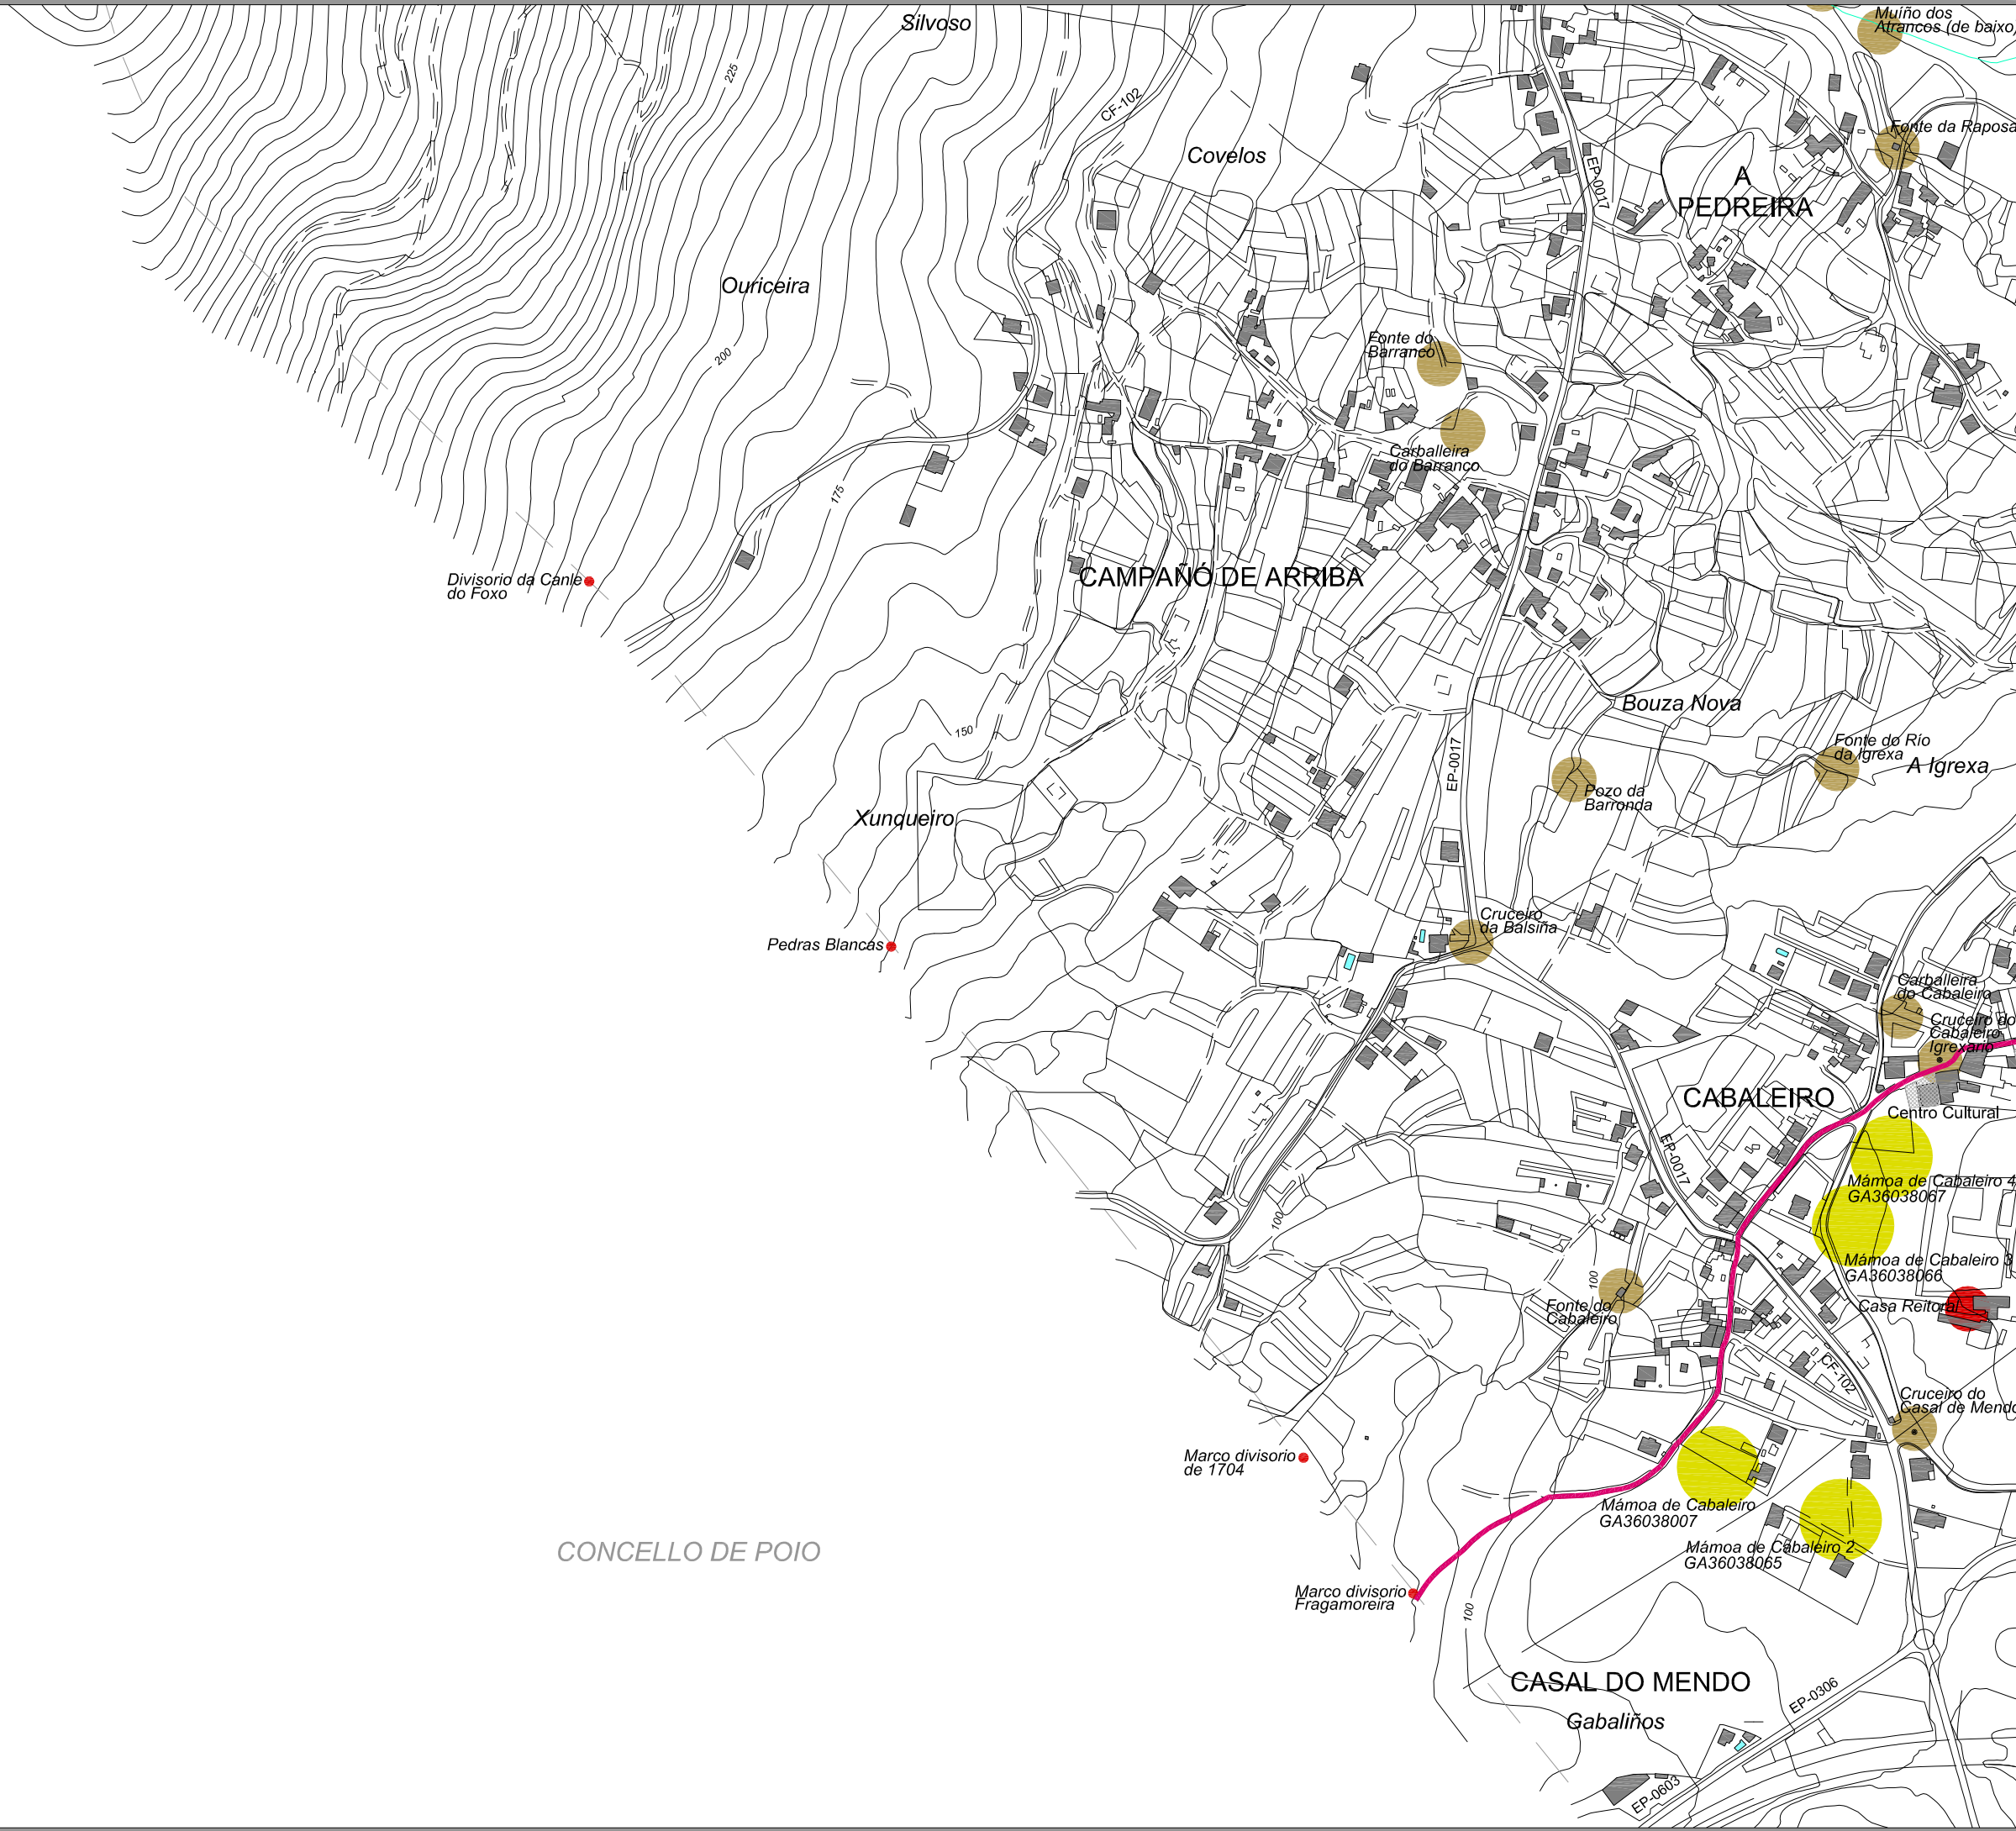 Silvoso
Muíño dos
Atrancos (de baixo)
225
CF-102
Fonte da Raposa
Covelos
EP-0017
A
PEDREIRA
Ouriceira
Fonte do
Barranco
200
Carballeira
do Barranco
175
Divisorio da Canle
do Foxo
CAMPAÑÓ DE ARRIBA
Bouza Nova
150
EP-0017
Fonte do Río
da Igrexa
A Igrexa
Pozo da
Barronda
Xunqueiro
Cruceiro
da Balsiña
Pedras Blancas
Carballeira
do Cabaleiro
Cruceiro do
Cabaleiro
Igrexario
CABALEIRO
Centro Cultural
EP-0017
Mámoa de Cabaleiro 4
GA36038067
100
Mámoa de Cabaleiro 3
GA36038066
100
Fonte do
Cabaleiro
Casa Reitoral
CF-102
Cruceiro do
Casal de Mendo
Marco divisorio
de 1704
Mámoa de Cabaleiro
GA36038007
CONCELLO DE POIO
Mámoa de Cabaleiro 2
GA36038065
Marco divisorio
Fragamoreira
100
CASAL DO MENDO
EP-0306
Gabaliños
EP-0603